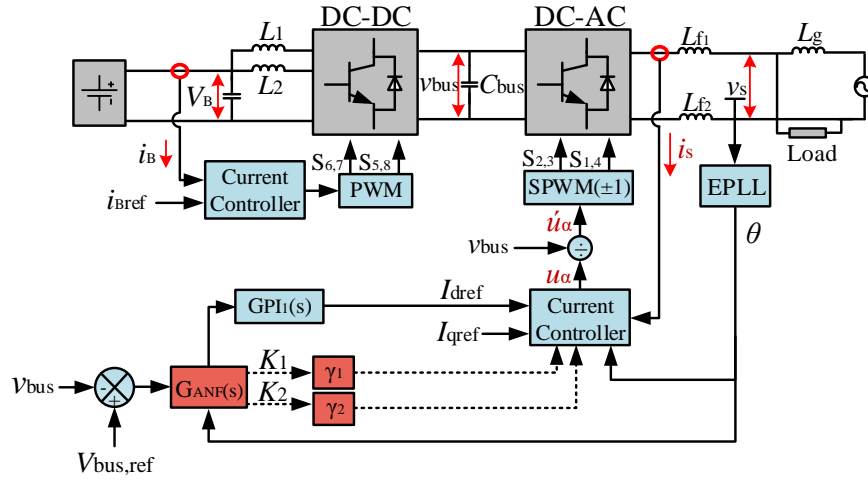 DC-DC
DC-AC
L1
L2
Lf1
Lg
VB
vbus
Cbus
Lf2
vs
iB
S6,7
S5,8
S2,3
S1,4
is
Load
Current
Controller
PWM
SPWM(±1)
EPLL
iBref
úα
θ
vbus
÷
uα
GPI1(s)
Idref
Current
Controller
Iqref
K1
γ1
vbus
-
+
GANF(s)
K2
γ2
Vbus,ref